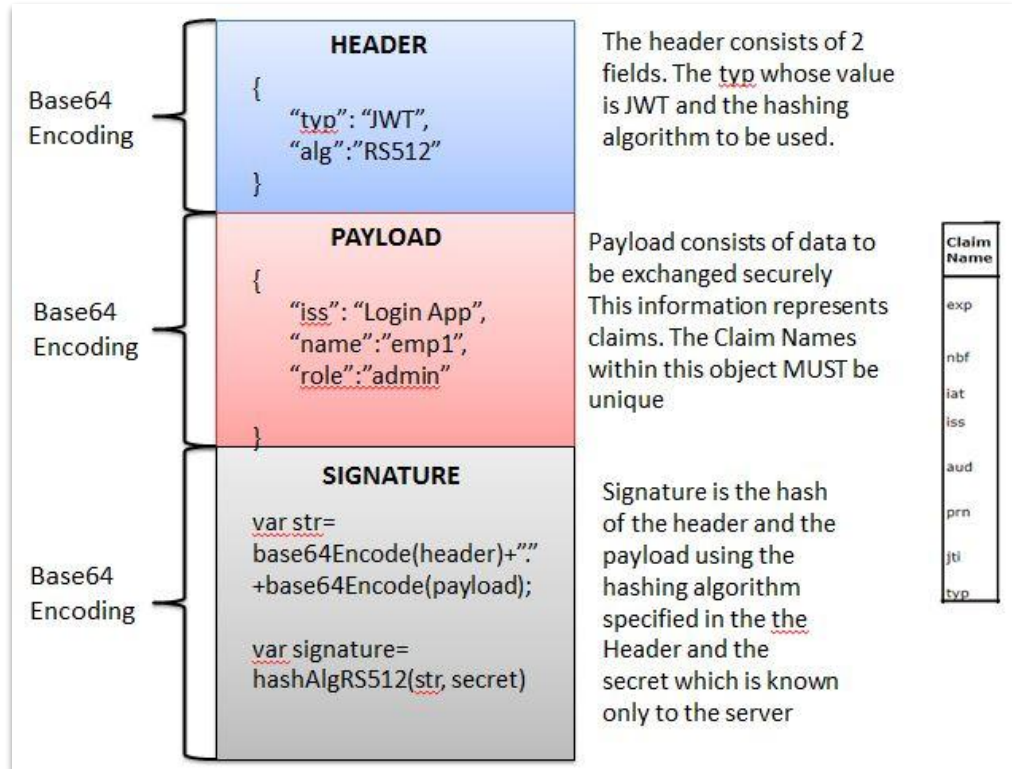 Base64
Encoding
HEADER
{
“typ”: “JWT”,
“alg”:”RS512”
}
The header consists of 2
fields. The typ whose value
is JWT and the hashing
algorithm to be used.
Base64
Encoding
PAYLOAD
{
“iss”: “Login App”,
“name”:”emp1”,
“role”:”admin”
}
Payload consists of data to
be exchanged securely
This information represents
claims. The Claim Names
within this object MUST be
unique
Claim
Name
exp
nbf
iat
iss
aud
prn
jti
typ
Base64
Encoding
SIGNATURE
var str=
base64Encode(header)+”.”
+base64Encode(payload);
var signature=
hashAlgRS512(str, secret)
Signature is the hash
of the header and the
payload using the
hashing algorithm
specified in the the
Header and the
secret which is known
only to the server